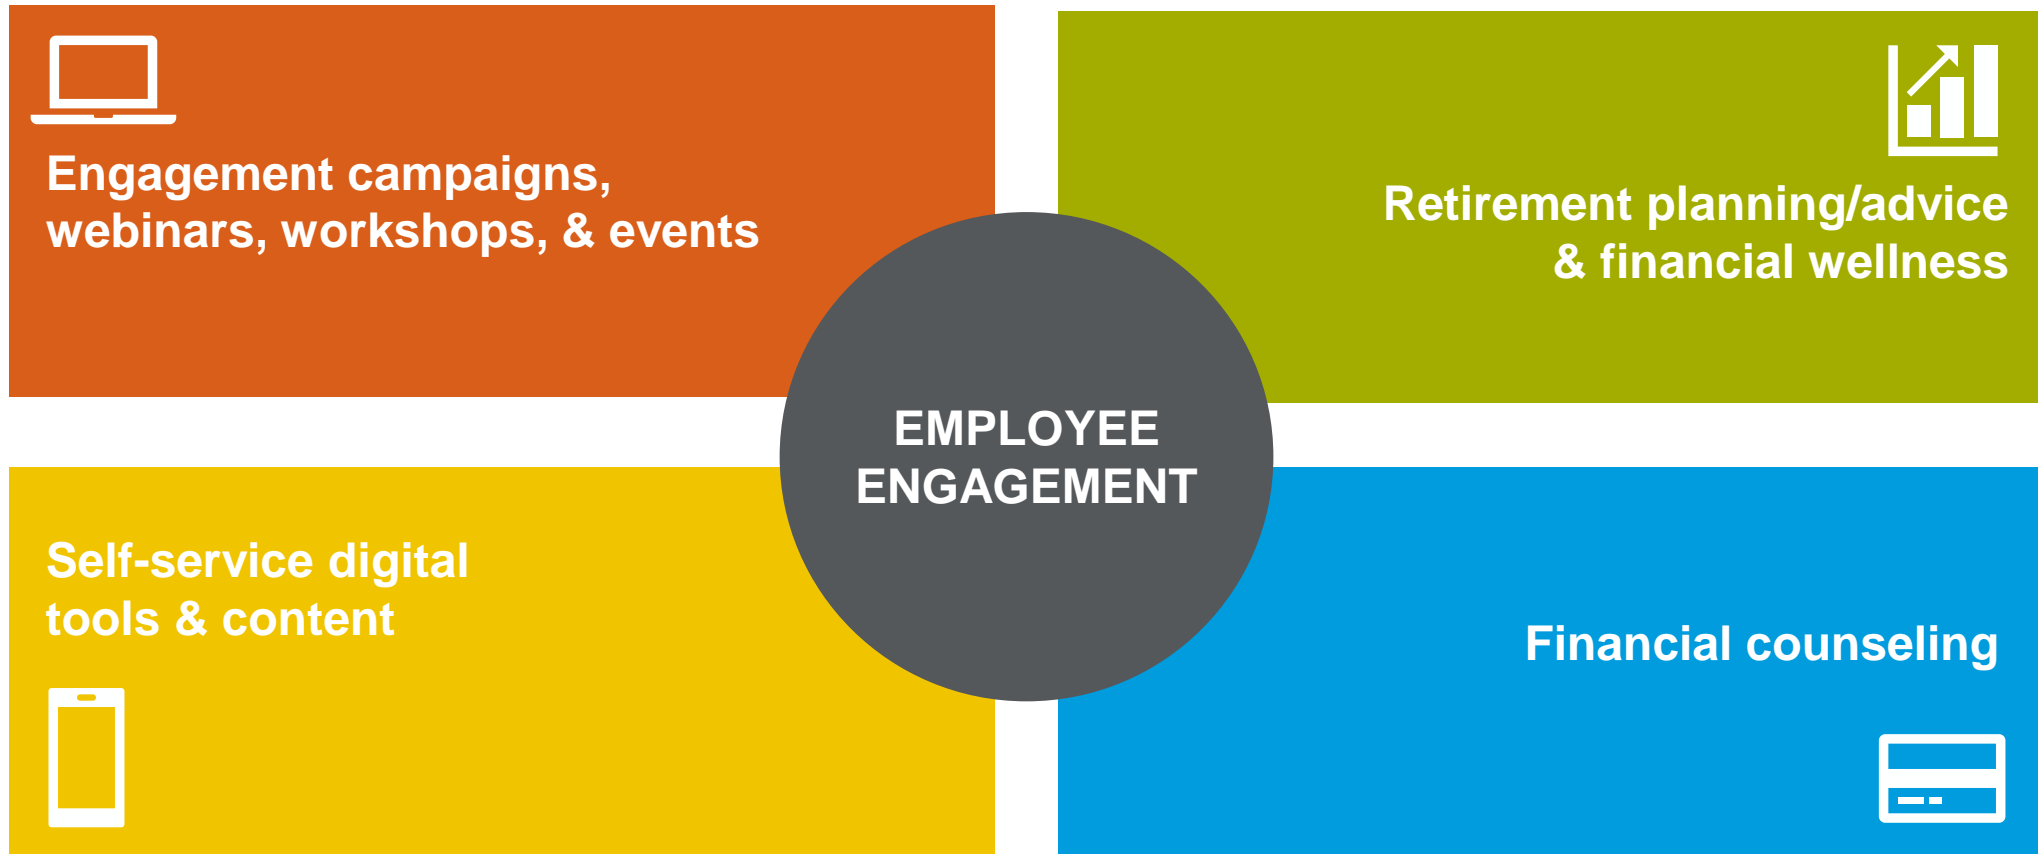 Engagement campaigns,
webinars, workshops, & events
Retirement planning/advice
& financial wellness
EMPLOYEE
ENGAGEMENT
Self-service digital
tools & content
Financial counseling